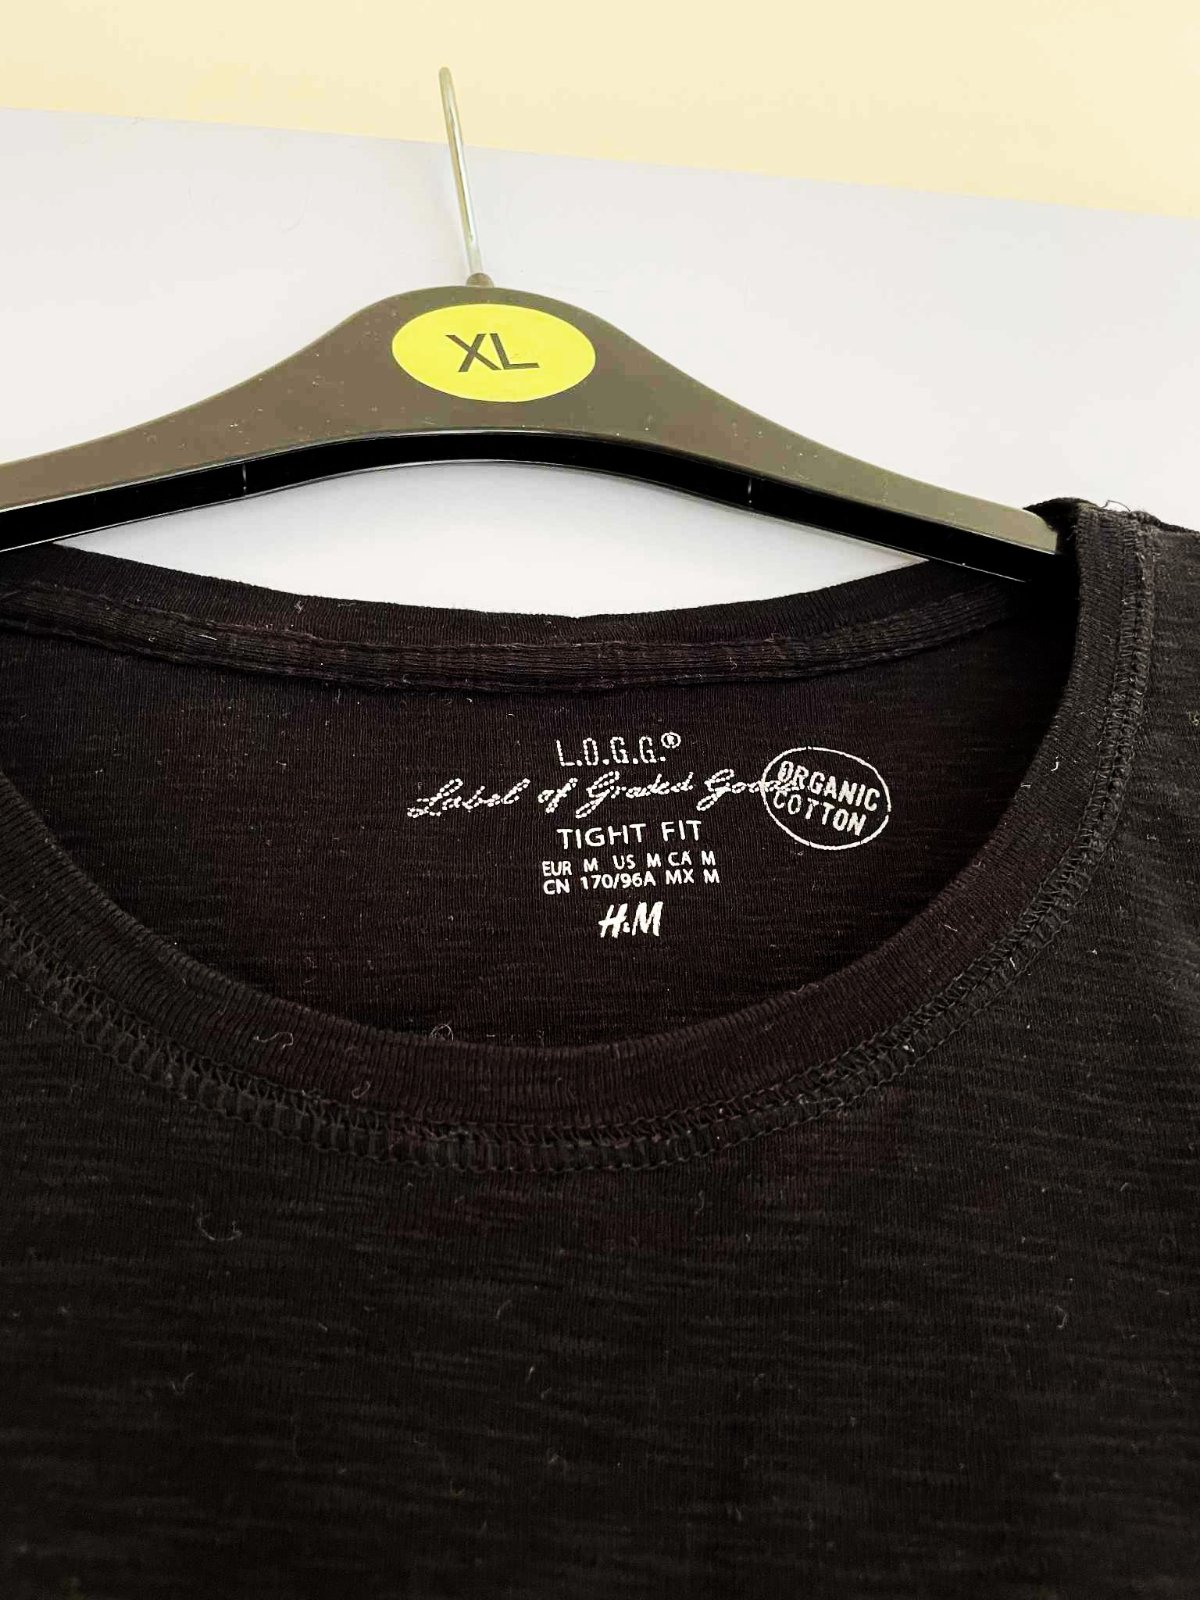 XL
L.O.G.G.®
Label of Graded Goods
ORGANIC
COTTON
TIGHT FIT
EUR M US M CA M
CN 170/96A MX M
H&M